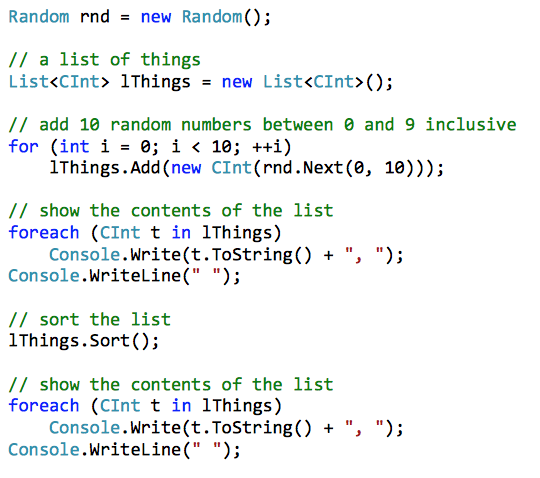 Random rnd = new Random();
// a list of things
List<CInt> lThings = new List<CInt>();
// add 10 random numbers between 0 and 9 inclusive
for (int i = 0; i < 10; ++i)
    lThings.Add(new CInt(rnd.Next(0, 10)));
// show the contents of the list
foreach (CInt t in lThings)
    Console.Write(t.ToString() + ", ");
Console.WriteLine(" ");
// sort the list
lThings.Sort();
// show the contents of the list
foreach (CInt t in lThings)
    Console.Write(t.ToString() + ", ");
Console.WriteLine(" ");